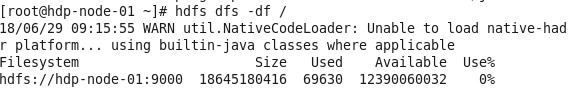 [root@hdp-node-01 ~]# hdfs dfs -df /
18/06/29 09:15:55 WARN util.NativeCodeLoader: Unable to load native-had
r platform... using builtin-java classes where applicable
Filesystem                     Size   Used    Available  Use%
hdfs://hdp-node-01:9000  18645180416  69630  12390060032    0%